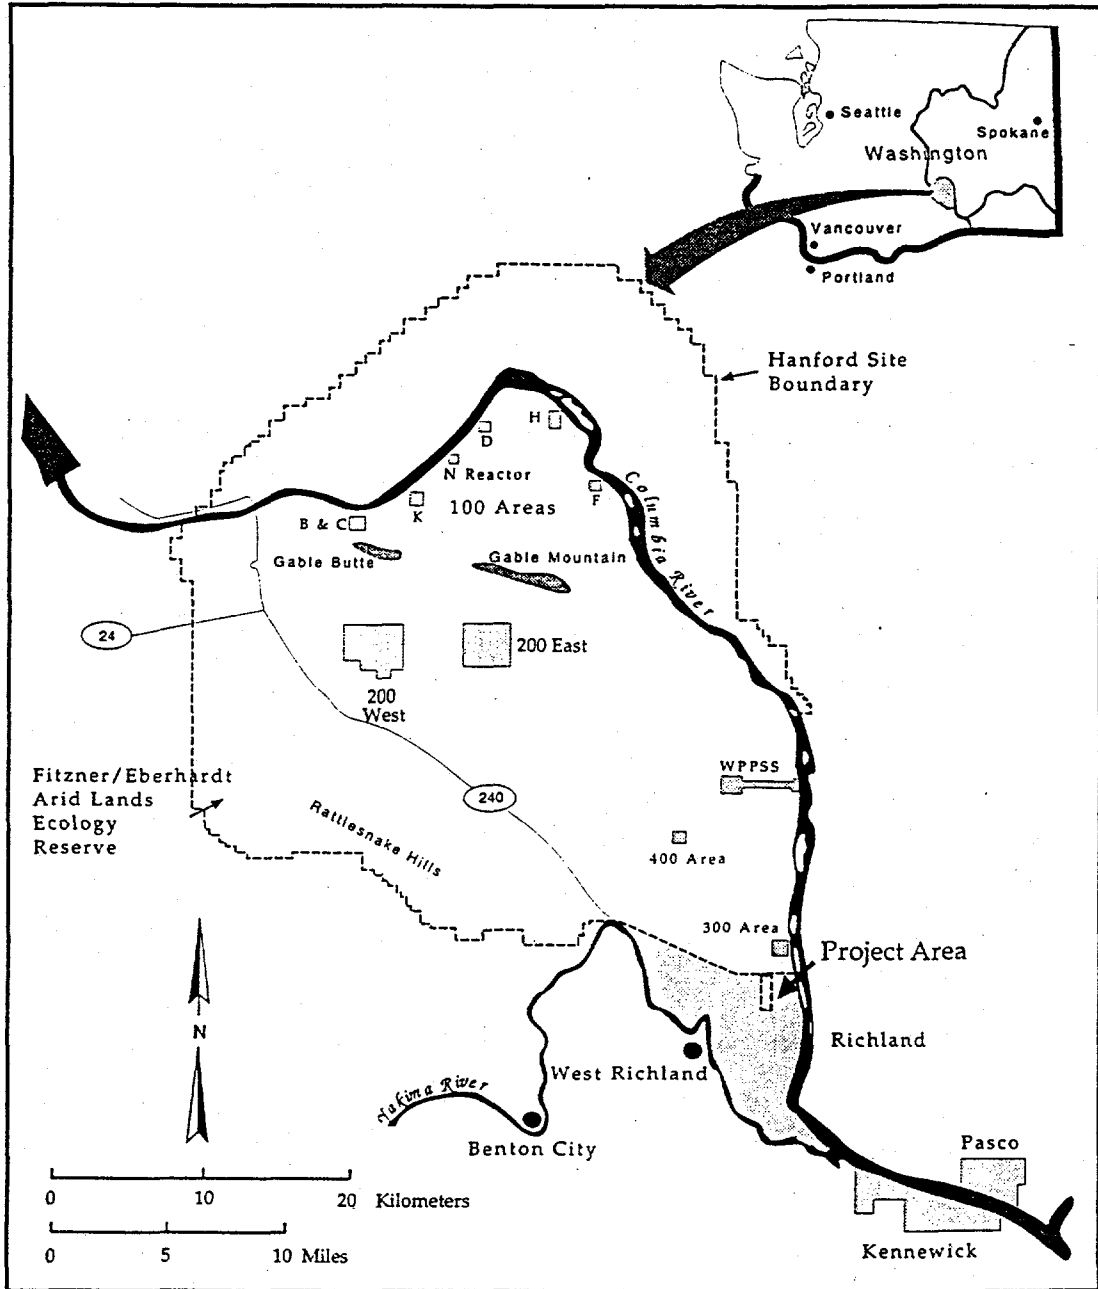 Seattle
Spokane
Washington
Vancouver
Portland
Hanford Site
Boundary
H
D
N Reactor
F
K
100 Areas
B & C
Columbia River
Gable Butte
Gable Mountain
24
200 East
200
West
WPPSS
Fitzner/Eberhardt
Arid Lands
Ecology
Reserve
240
Rattlesnake Hills
400 Area
300 Area
Project Area
N
Richland
West Richland
Yakima River
Benton City
Pasco
0 10 20 Kilometers
0 5 10 Miles
Kennewick